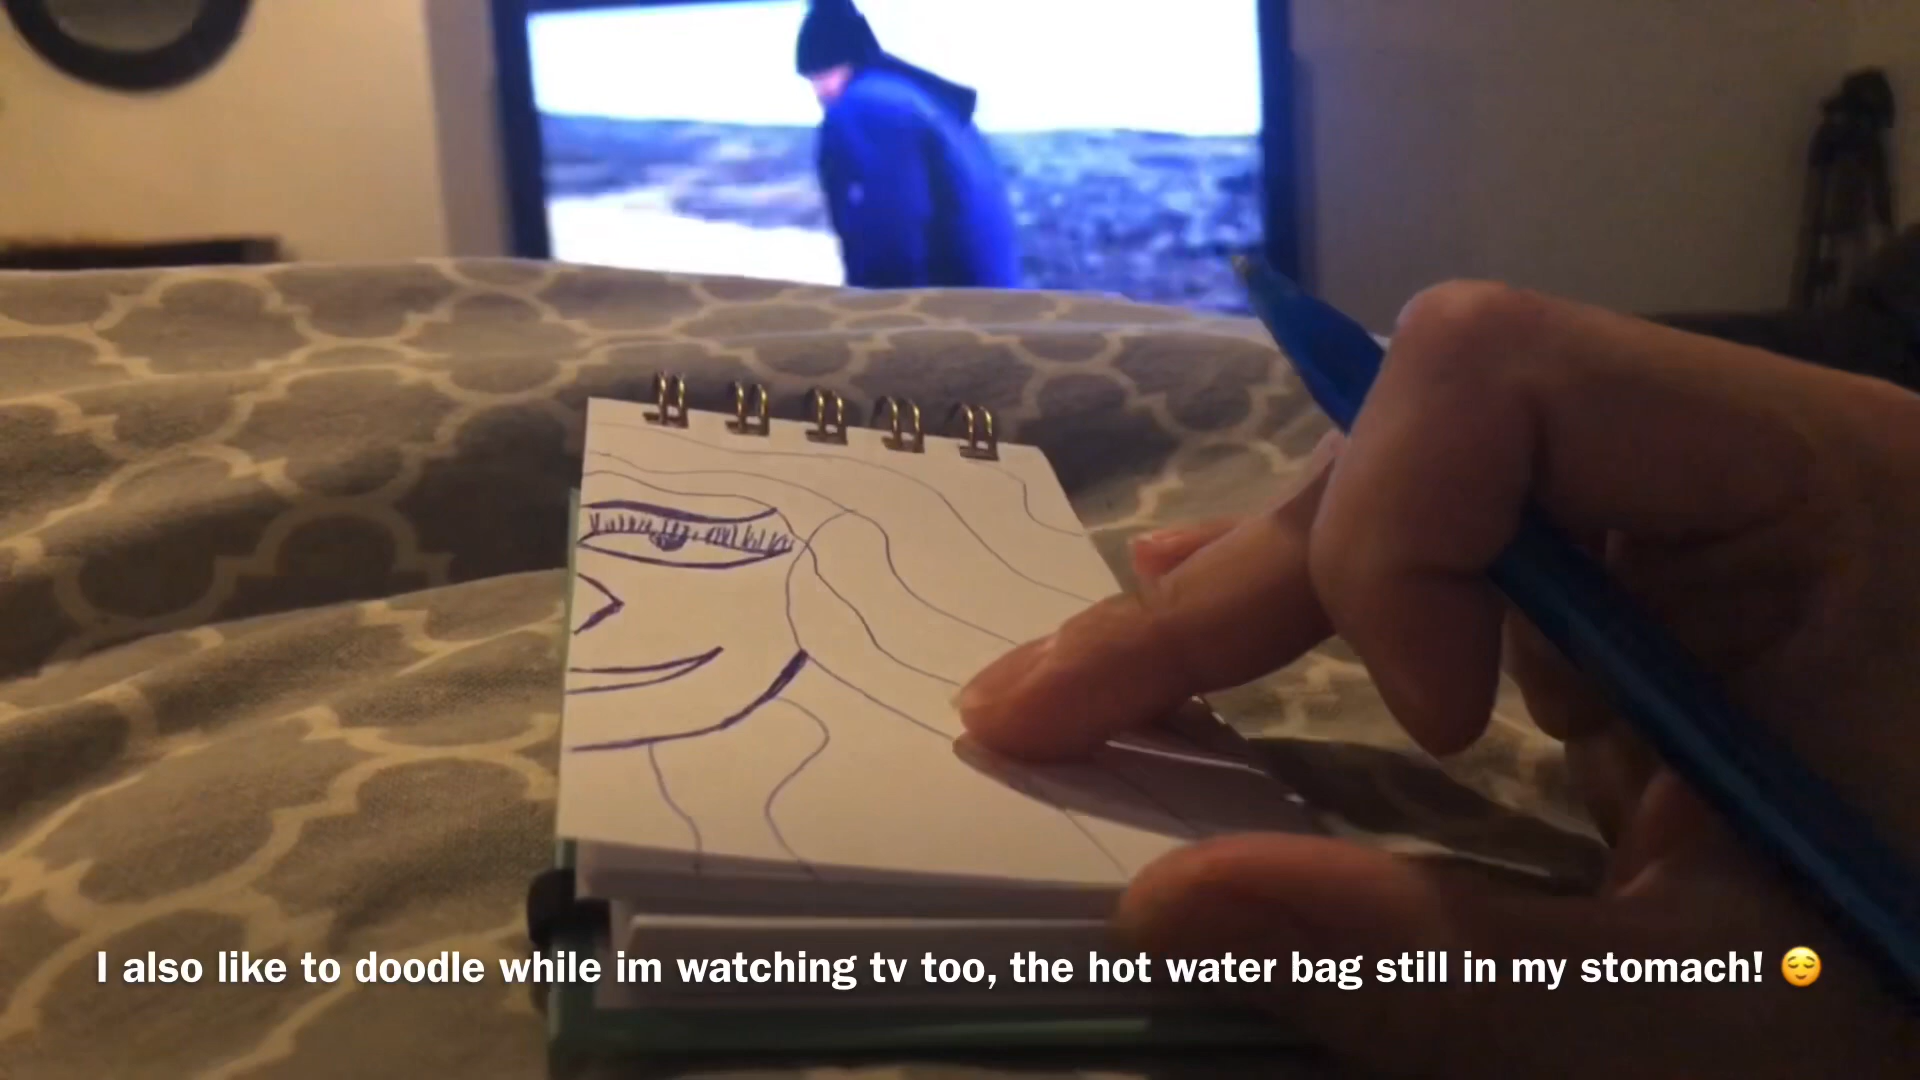 I also like to doodle while im watching tv too, the hot water bag still in my stomach! 😌